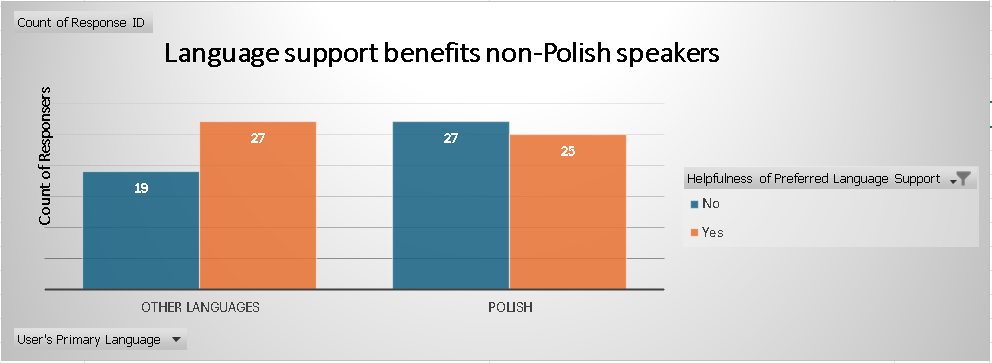 Count of Response ID
Language support benefits non-Polish speakers
Count of Responsers
19
27
27
25
OTHER LANGUAGES
POLISH
Helpfulness of Preferred Language Support
No
Yes
User's Primary Language